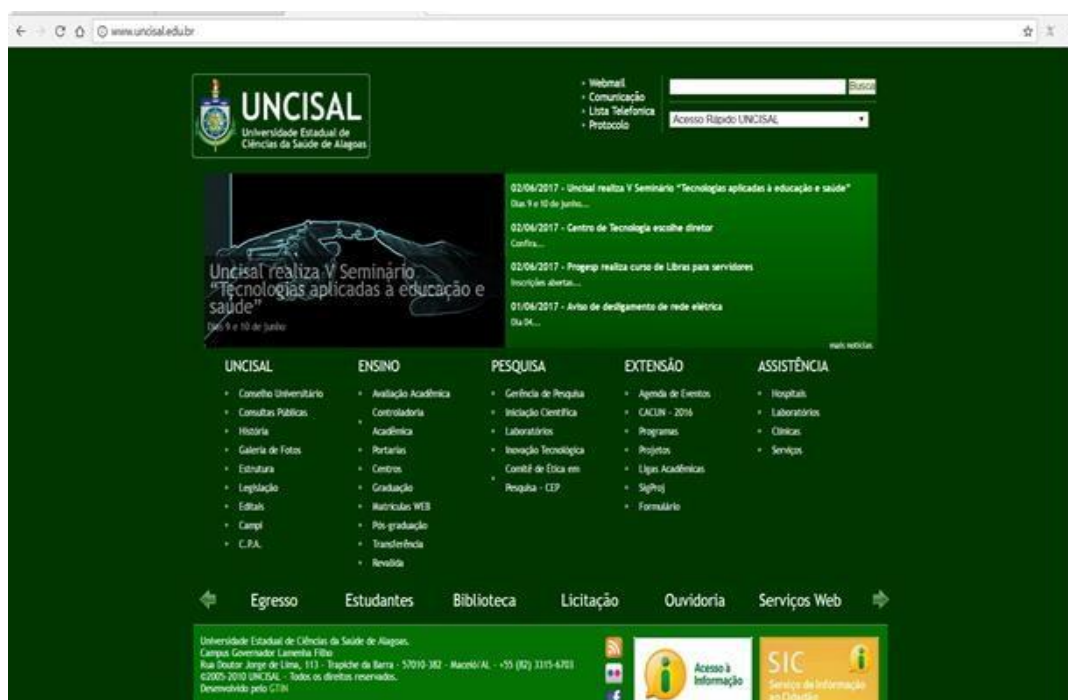 www.uncisal.edu.br
UNCISAL
Universidade Estadual de
Ciências da Saúde de Alagoas
Webmail
Comunicação
Lista Telefonica
Protocolo
Busca
Acesso Rápido UNCISAL
Uncisal realiza V Seminário
"Tecnologias aplicadas à educação e
saúde"
Dias 9 e 10 de junho
02/06/2017 - Uncisal realiza V Seminário "Tecnologias aplicadas à educação e saúde"
Dias 9 e 10 de junho...
02/06/2017 - Centro de Tecnologia escolhe diretor
Confira...
02/06/2017 - Progesp realiza curso de Libras para servidores
Inscrições abertas...
01/06/2017 - Aviso de desligamento de rede elétrica
Dia 04...
mais notícias
UNCISAL
Conselho Universitário
Consultas Públicas
História
Galeria de Fotos
Estrutura
Legislação
Editais
Campi
C.P.A.
ENSINO
Avaliação Acadêmica
Controladoria
Acadêmica
Portarias
Centros
Graduação
Matrículas WEB
Pós-graduação
Transferência
Revalida
PESQUISA
Gerência de Pesquisa
Iniciação Científica
Laboratórios
Inovação Tecnológica
Comitê de Ética em
Pesquisa - CEP
EXTENSÃO
Agenda de Eventos
CACUN - 2016
Programas
Projetos
Ligas Acadêmicas
SigProj
Formulário
ASSISTÊNCIA
Hospitais
Laboratórios
Clínicas
Serviços
Egresso Estudantes Biblioteca Licitação Ouvidoria Serviços Web
Universidade Estadual de Ciências da Saúde de Alagoas.
Campus Governador Lamenha Filho
Rua Doutor Jorge de Lima, 113 - Trapiche da Barra - 57010-382 - Maceió/AL - +55 (82) 3315-6703
©2005-2010 UNCISAL - Todos os direitos reservados.
Desenvolvido pelo GTIN
Acesso à
Informação
SIC
Serviço de Informação
ao Cidadão